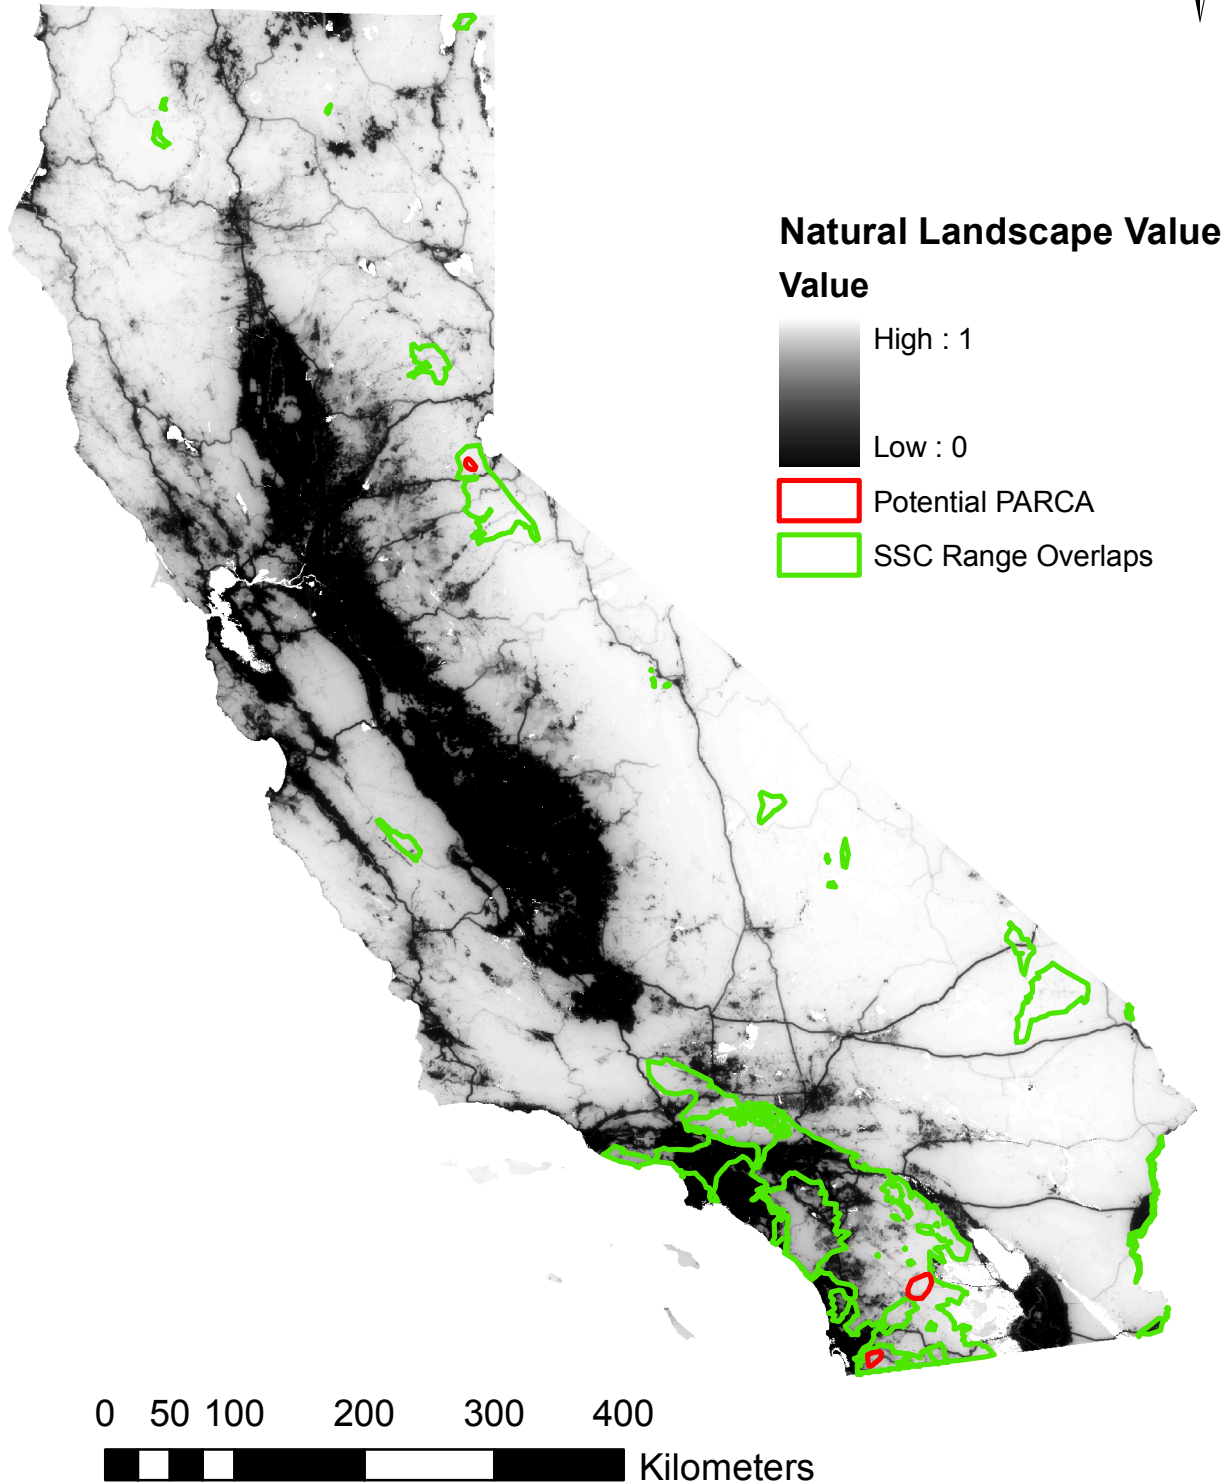 Natural Landscape Value
Value
High : 1
Low : 0
Potential PARCA
SSC Range Overlaps
0 50 100 200 300 400
Kilometers